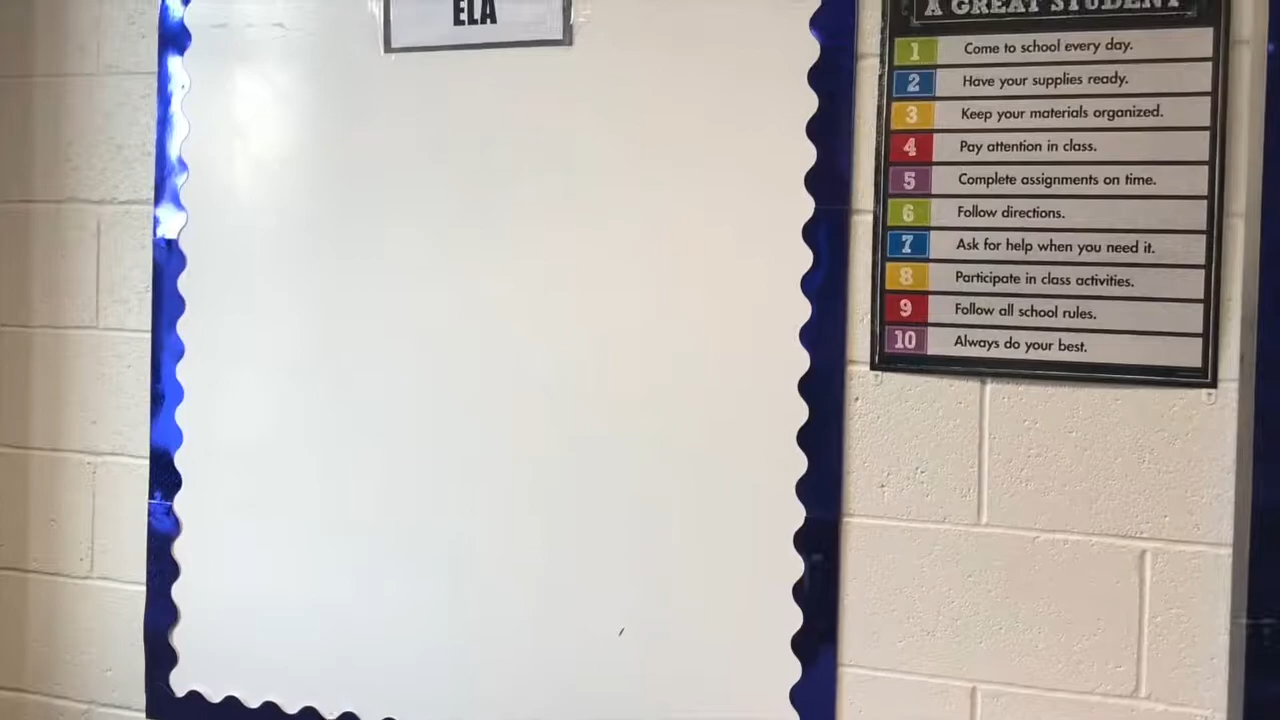 ELA
A GREAT STUDENT
1 Come to school every day.
2 Have your supplies ready.
3 Keep your materials organized.
4 Pay attention in class.
5 Complete assignments on time.
6 Follow directions.
7 Ask for help when you need it.
8 Participate in class activities.
9 Follow all school rules.
10 Always do your best.